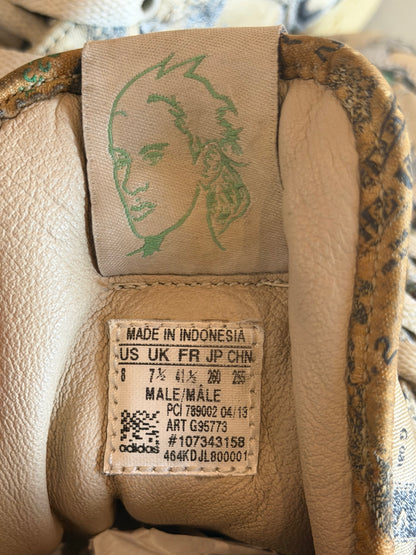 MADE IN INDONESIA
US UK FR JP CHN
8 7½ 41⅓ 260 255
MALE/MÂLE
PCI 789002 04/13
ART G95773
#107343158
adidas 464KDJL800001